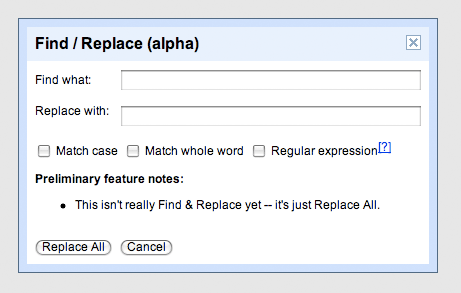 Find / Replace (alpha)
Find what:
Replace with:
Match case Match whole word Regular expression[?]
Preliminary feature notes:
• This isn't really Find & Replace yet -- it's just Replace All.
Replace All Cancel